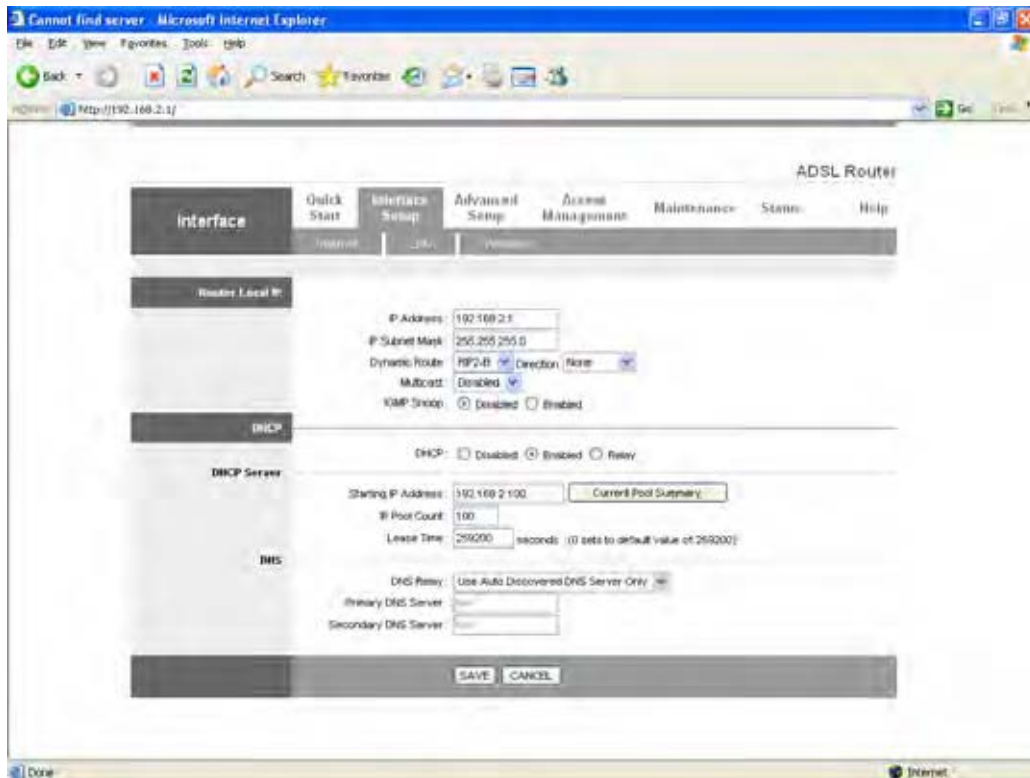 Cannot find server - Microsoft Internet Explorer
File Edit View Favorites Tools Help
Back Search Favorites
Address http://192.168.2.1/ Go
ADSL Router
Interface
Quick Start
Interface Setup
Advanced Setup
Access Management
Maintenance
Status
Help
Internet LAN Wireless
Router Local IP
IP Address: 192.168.2.1
IP Subnet Mask: 255.255.255.0
Dynamic Route: RIP2-B Direction None
Multicast: Disabled
IGMP Snoop: Disabled Enabled
DHCP
DHCP: Disabled Enabled Relay
DHCP Server
Starting IP Address: 192.168.2.100 Current Pool Summary
IP Pool Count: 100
Lease Time: 259200 seconds (0 sets to default value of 259200)
DNS
DNS Relay: Use Auto Discovered DNS Server Only
Primary DNS Server:
Secondary DNS Server:
SAVE CANCEL
Done Internet